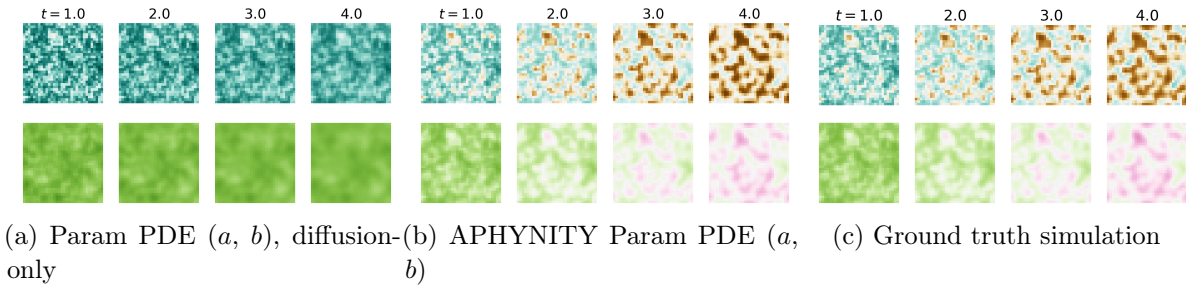 t = 1.0 2.0 3.0 4.0 t = 1.0 2.0 3.0 4.0 t = 1.0 2.0 3.0 4.0
(a) Param PDE (a, b), diffusion-only
(b) APHYNITY Param PDE (a, b)
(c) Ground truth simulation